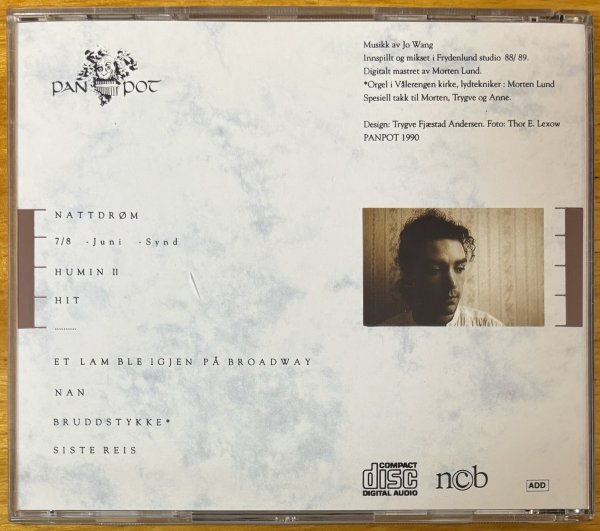 PAN POT
Musikk av Jo Wang
Innspillt og mikset i Frydenlund studio 88/ 89.
Digitalt mastret av Morten Lund.
*Orgel i Vålerengen kirke, lydtekniker : Morten Lund
Spesiell takk til Morten, Trygve og Anne.
Design: Trygve Fjæstad Andersen. Foto: Thor E. Lexow
PANPOT 1990
NATTDRØM
7/8 - Juni - Synd
HUMIN II
HIT
............
ET LAM BLE IGJEN PÅ BROADWAY
NAN
BRUDDSTYKKE*
SISTE REIS
COMPACT
disc
DIGITAL AUDIO
n©b
ADD